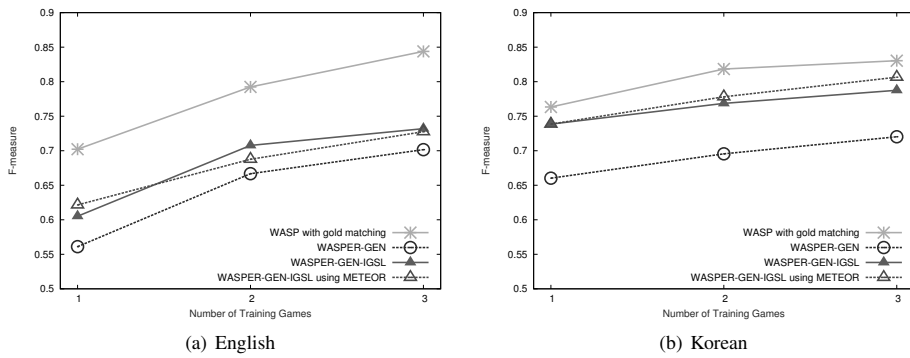 0.9
0.85
0.8
0.75
0.7
0.65
0.6
0.55
0.5
F-measure
WASP with gold matching
WASPER-GEN
WASPER-GEN-IGSL
WASPER-GEN-IGSL using METEOR
1 2 3
Number of Training Games
(a) English
0.9
0.85
0.8
0.75
0.7
0.65
0.6
0.55
0.5
F-measure
WASP with gold matching
WASPER-GEN
WASPER-GEN-IGSL
WASPER-GEN-IGSL using METEOR
1 2 3
Number of Training Games
(b) Korean